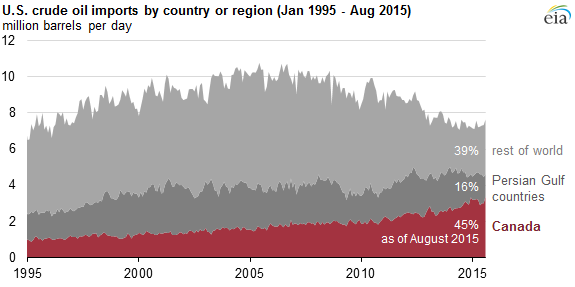 U.S. crude oil imports by country or region (Jan 1995 - Aug 2015)
million barrels per day
eia
12
10
8
6
4
2
0
39%
rest of world
16%
Persian Gulf
countries
45%
as of August 2015
Canada
1995
2000
2005
2010
2015